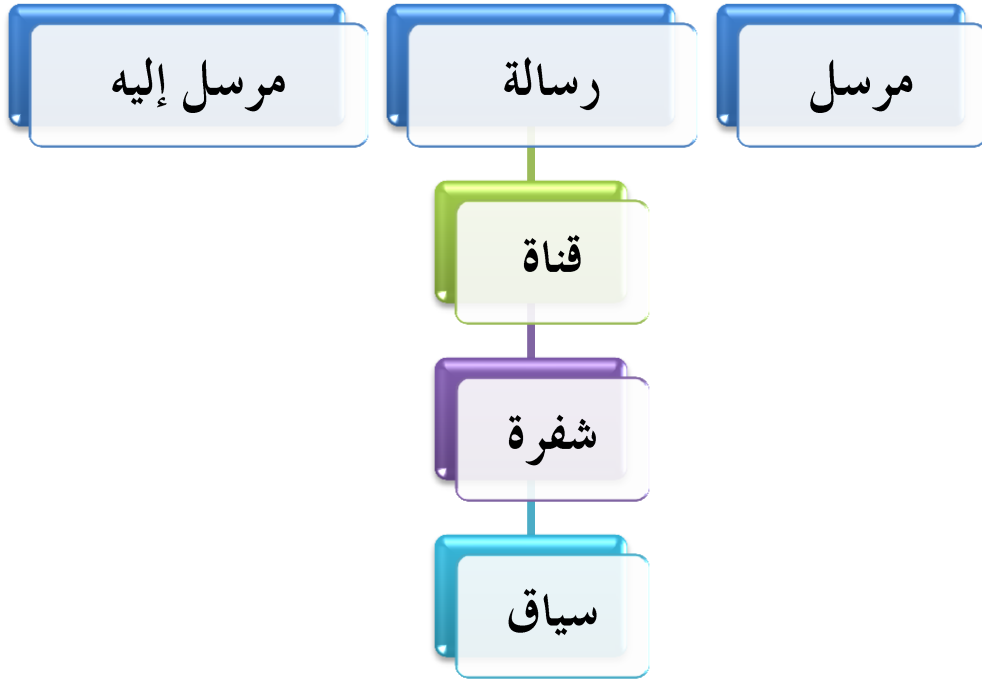 مرسل
رسالة
مرسل إليه
قناة
شفرة
سياق